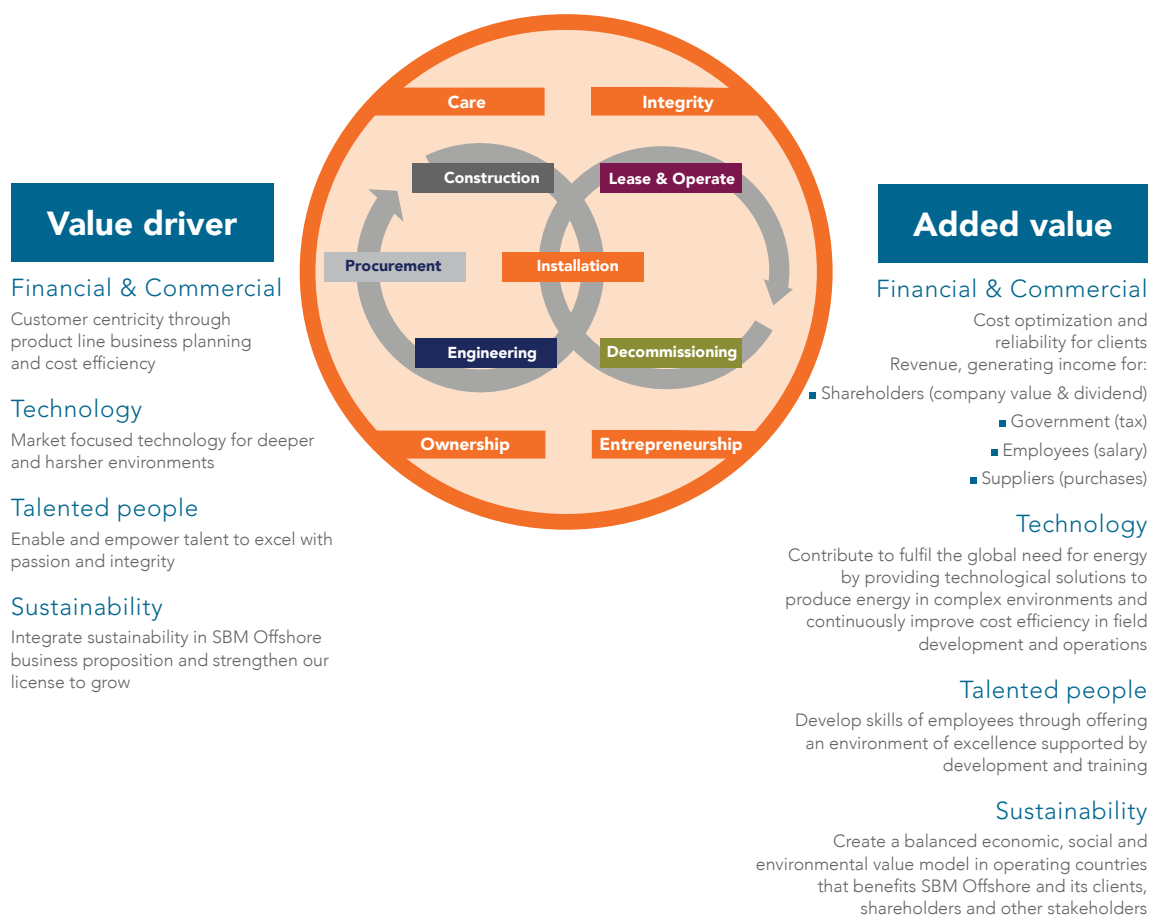 Value driver
Financial & Commercial
Customer centricity through
product line business planning
and cost efficiency
Technology
Market focused technology for deeper
and harsher environments
Talented people
Enable and empower talent to excel with
passion and integrity
Sustainability
Integrate sustainability in SBM Offshore
business proposition and strengthen our
license to grow
Care
Integrity
Construction
Lease & Operate
Procurement
Installation
Engineering
Decommissioning
Ownership
Entrepreneurship
Added value
Financial & Commercial
Cost optimization and
reliability for clients
Revenue, generating income for:
■ Shareholders (company value & dividend)
■ Government (tax)
■ Employees (salary)
■ Suppliers (purchases)
Technology
Contribute to fulfil the global need for energy
by providing technological solutions to
produce energy in complex environments and
continuously improve cost efficiency in field
development and operations
Talented people
Develop skills of employees through offering
an environment of excellence supported by
development and training
Sustainability
Create a balanced economic, social and
environmental value model in operating countries
that benefits SBM Offshore and its clients,
shareholders and other stakeholders